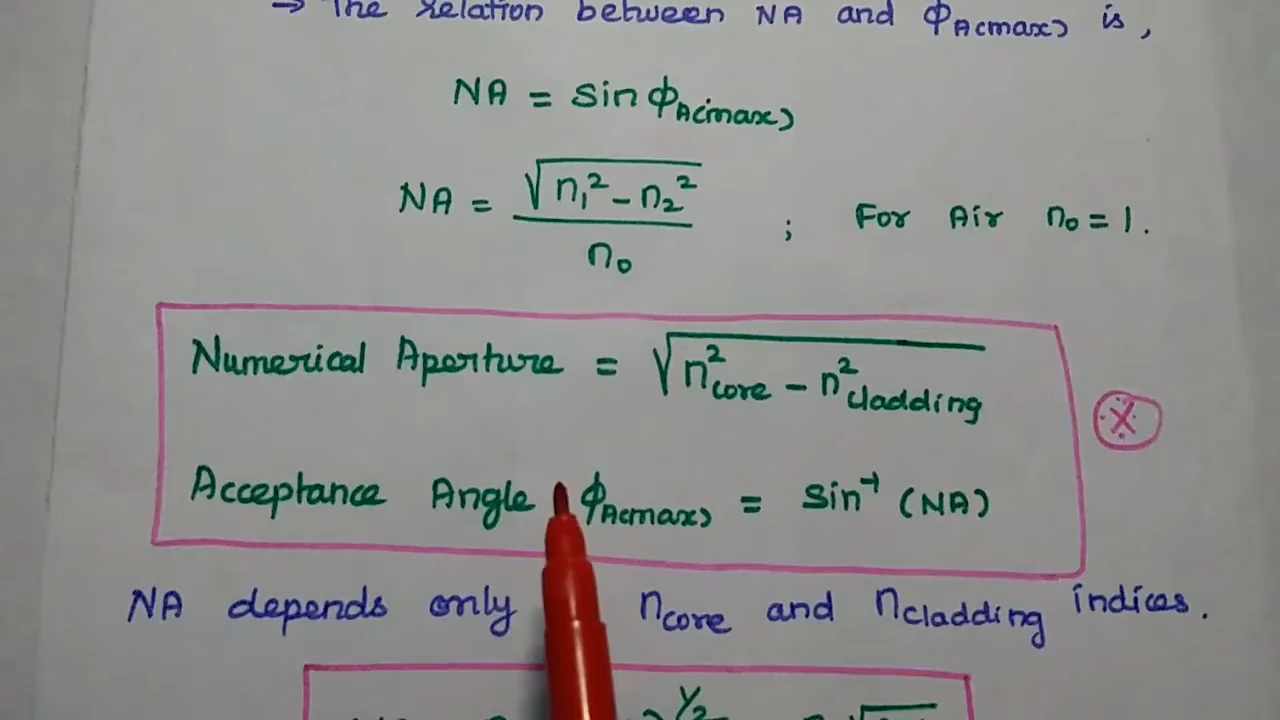 → The relation between NA and ΦA(max) is,
NA = sin ΦA(max)
NA = √(n₁² - n₂²) / n₀ ; For Air n₀ = 1.
Numerical Aperture = √(n²core - n²cladding)
Acceptance Angle ΦA(max) = sin⁻¹ (NA)
X
NA depends only ncore and ncladding indices.